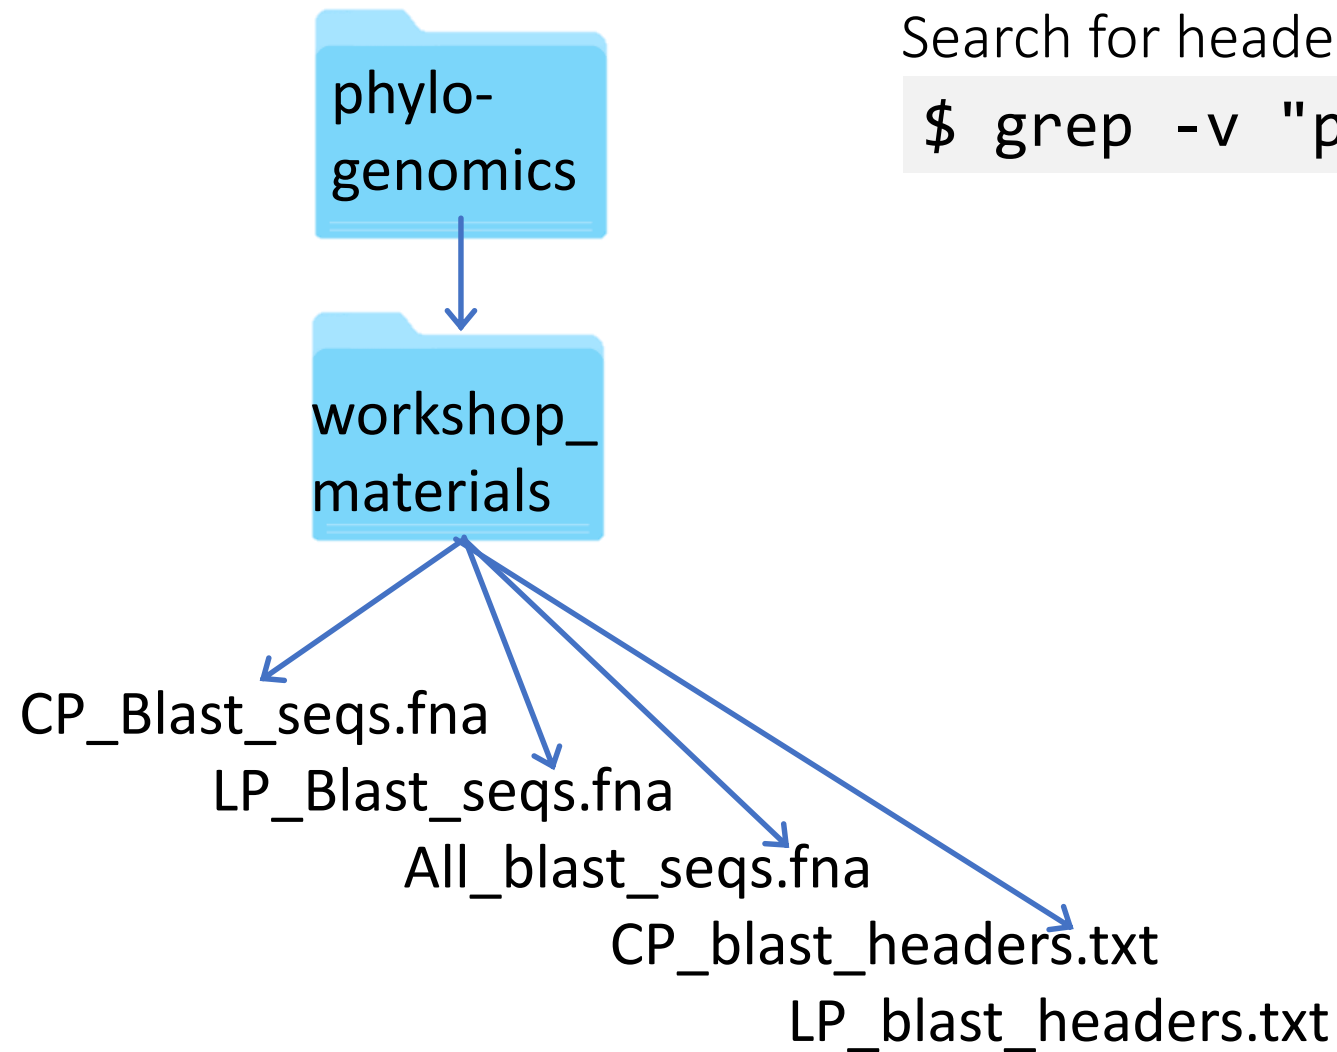 phylo-
genomics
Search for heade
$ grep -v "p
workshop_
materials
CP_Blast_seqs.fna
LP_Blast_seqs.fna
All_blast_seqs.fna
CP_blast_headers.txt
LP_blast_headers.txt